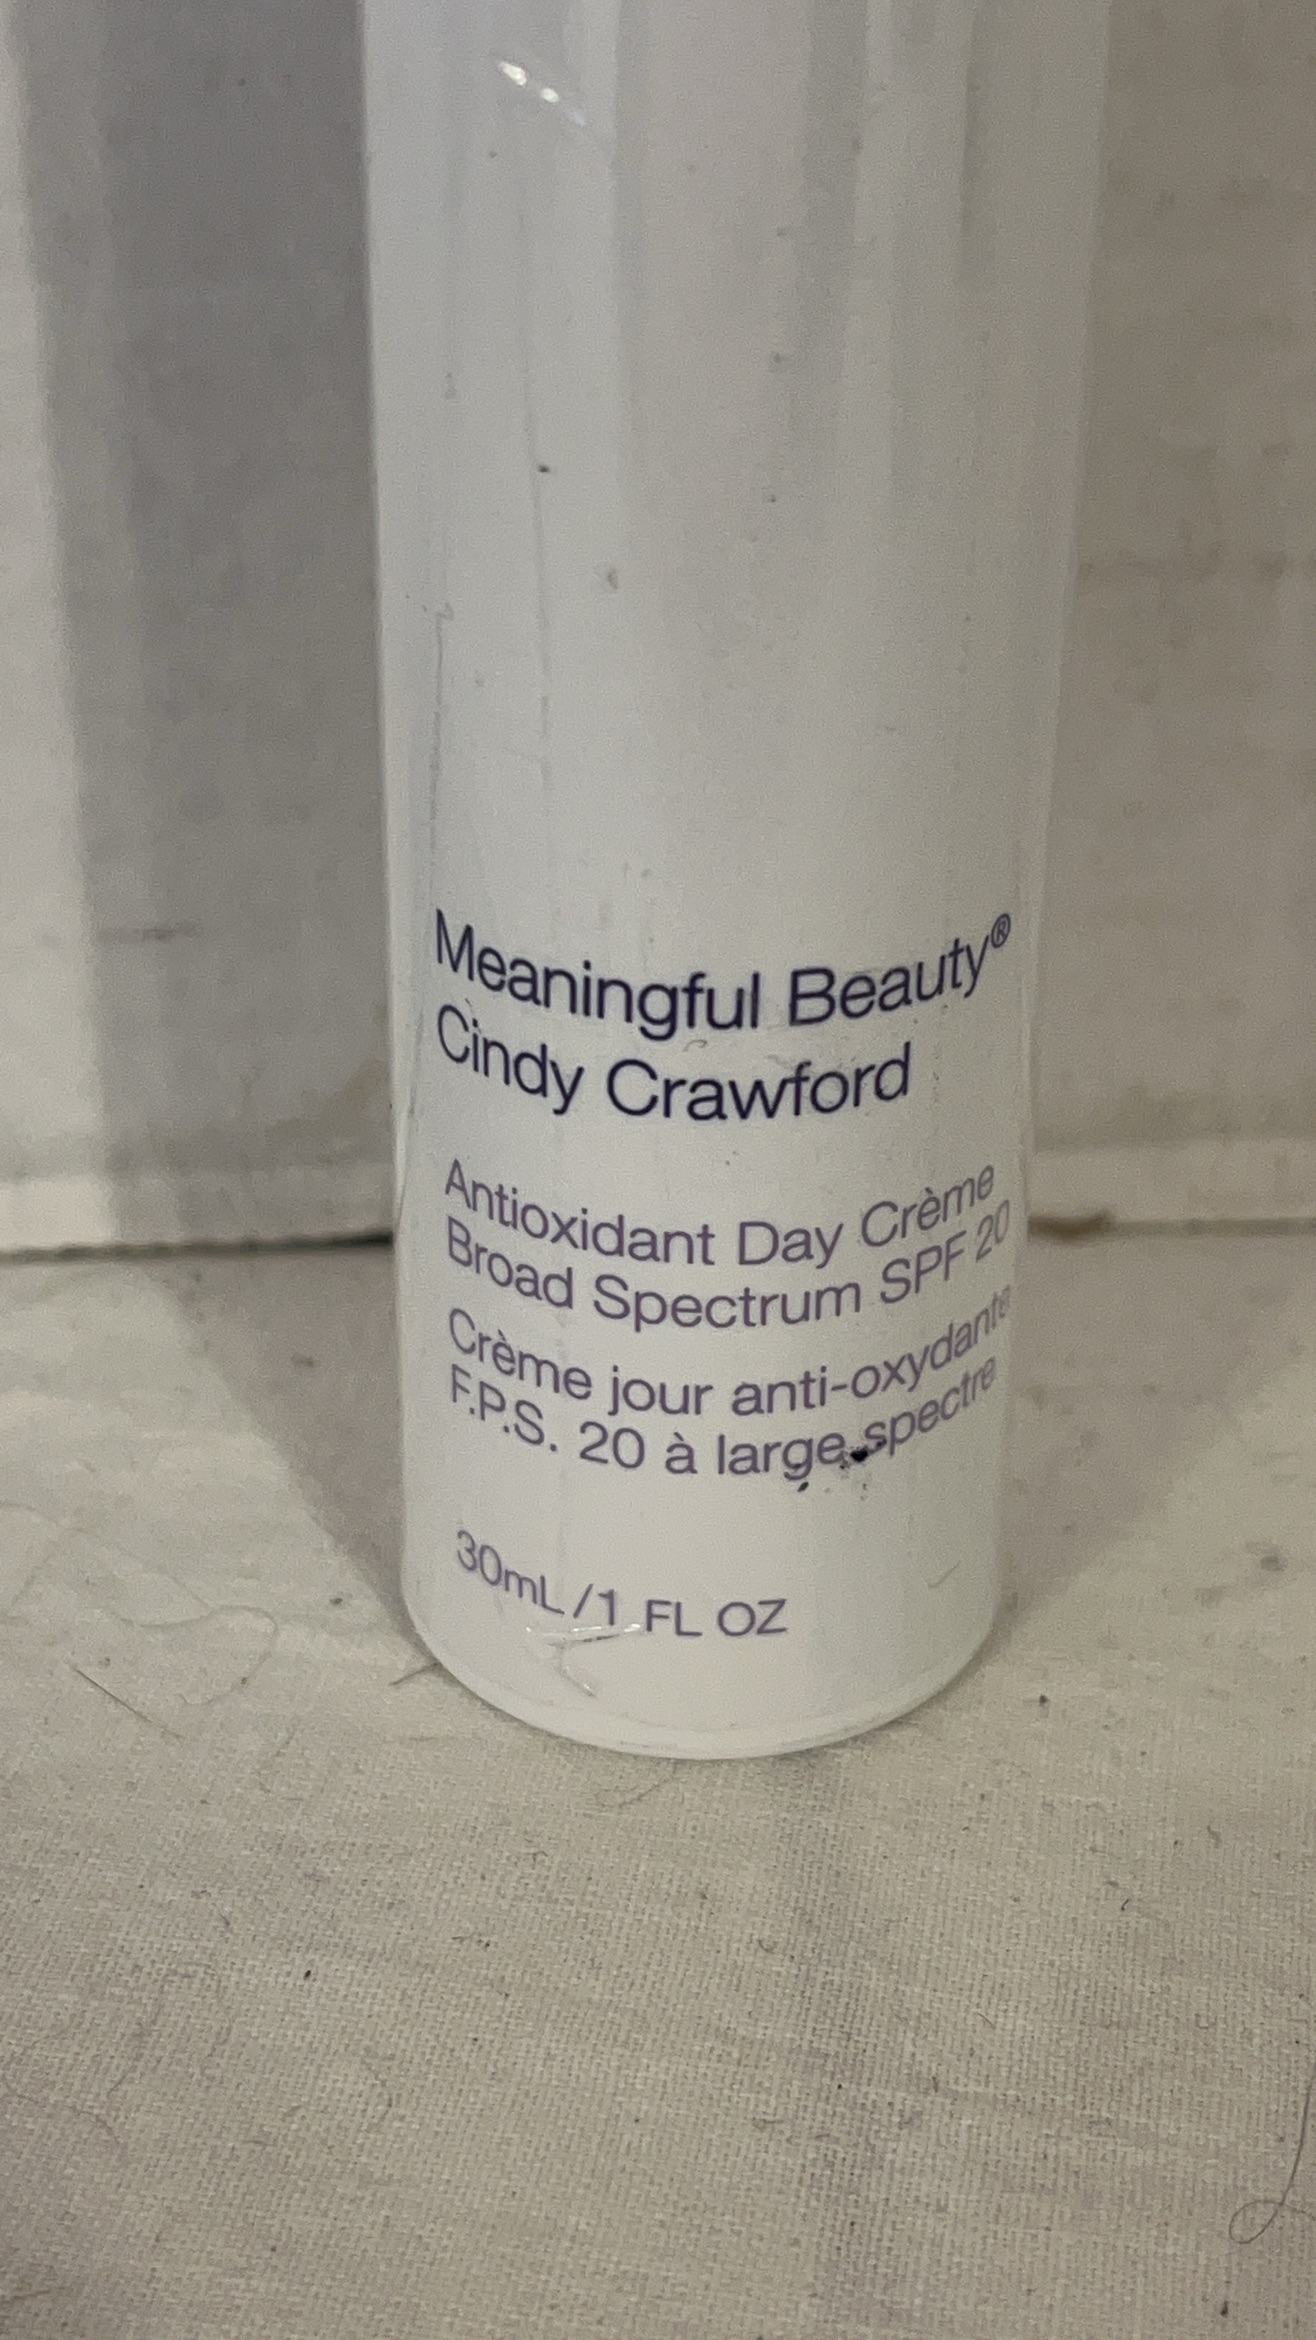 Meaningful Beauty®
Cindy Crawford
Antioxidant Day Crème
Broad Spectrum SPF 20
Crème jour anti-oxydante
F.P.S. 20 à large spectre
30mL /1 FL OZ